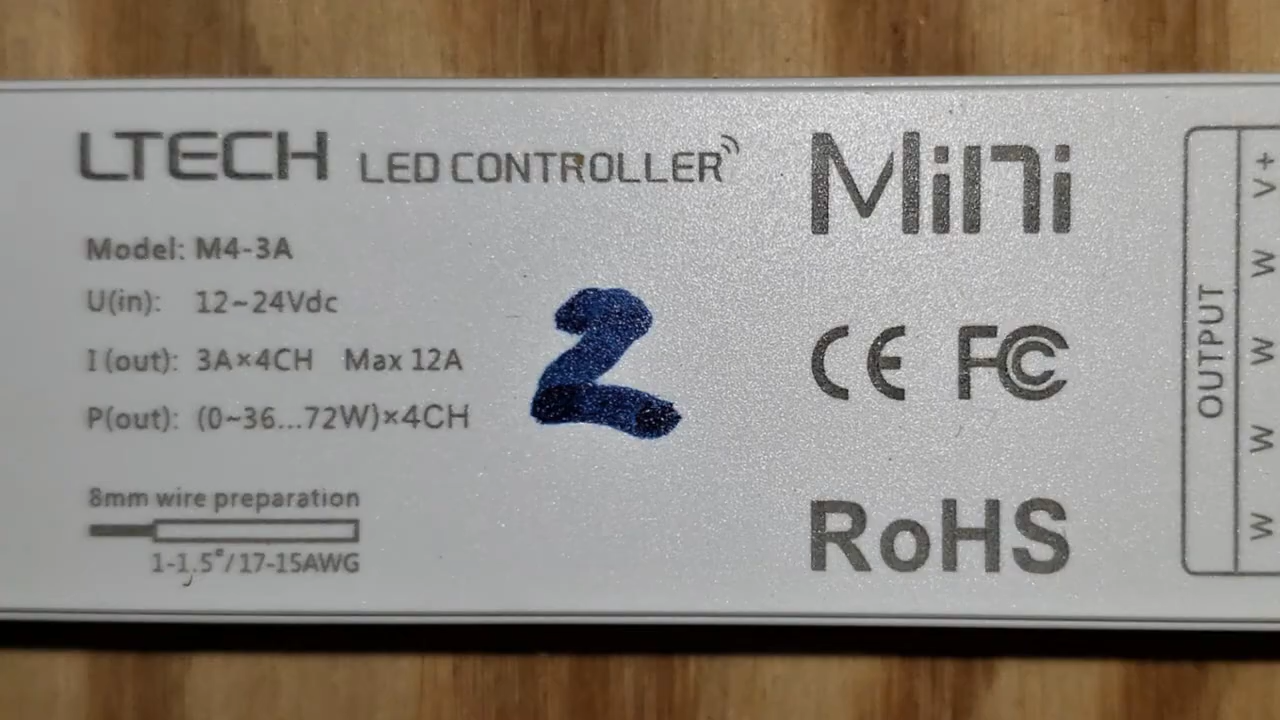 LTECH LED CONTROLLER
Mini
Model: M4-3A
U(in): 12~24Vdc
I (out): 3A×4CH Max 12A
P(out): (0~36...72W)×4CH
2
CE FC
8mm wire preparation
1-1.5°/17-15AWG
RoHS
OUTPUT
V+
W
W
W
W